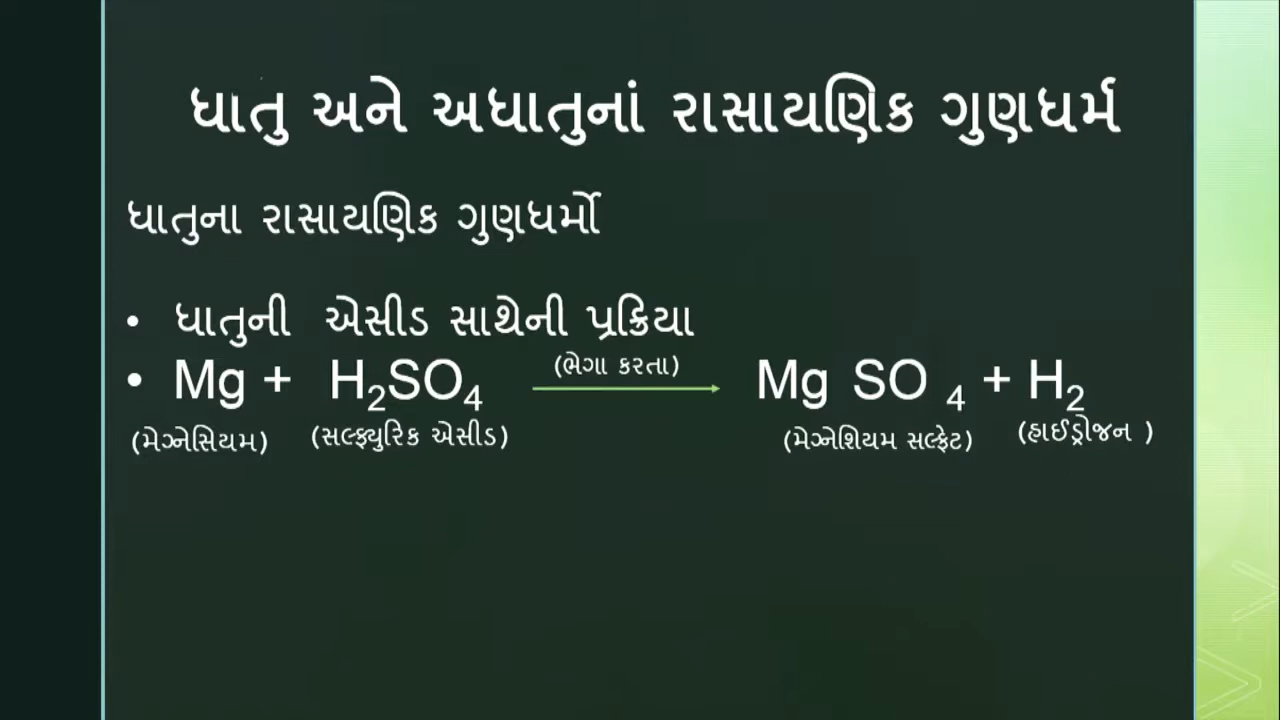 ધાતુ અને અધાતુનાં રાસાયણિક ગુણધર્મ
ધાતુના રાસાયણિક ગુણધર્મો
• ધાતુની એસીડ સાથેની પ્રક્રિયા
(ભેગા કરતા)
• Mg + H₂SO₄ → Mg SO ₄ + H₂
(મેગ્નેસિયમ) (સલ્ફ્યુરિક એસીડ) (મેગ્નેશિયમ સલ્ફેટ) (હાઈડ્રોજન )